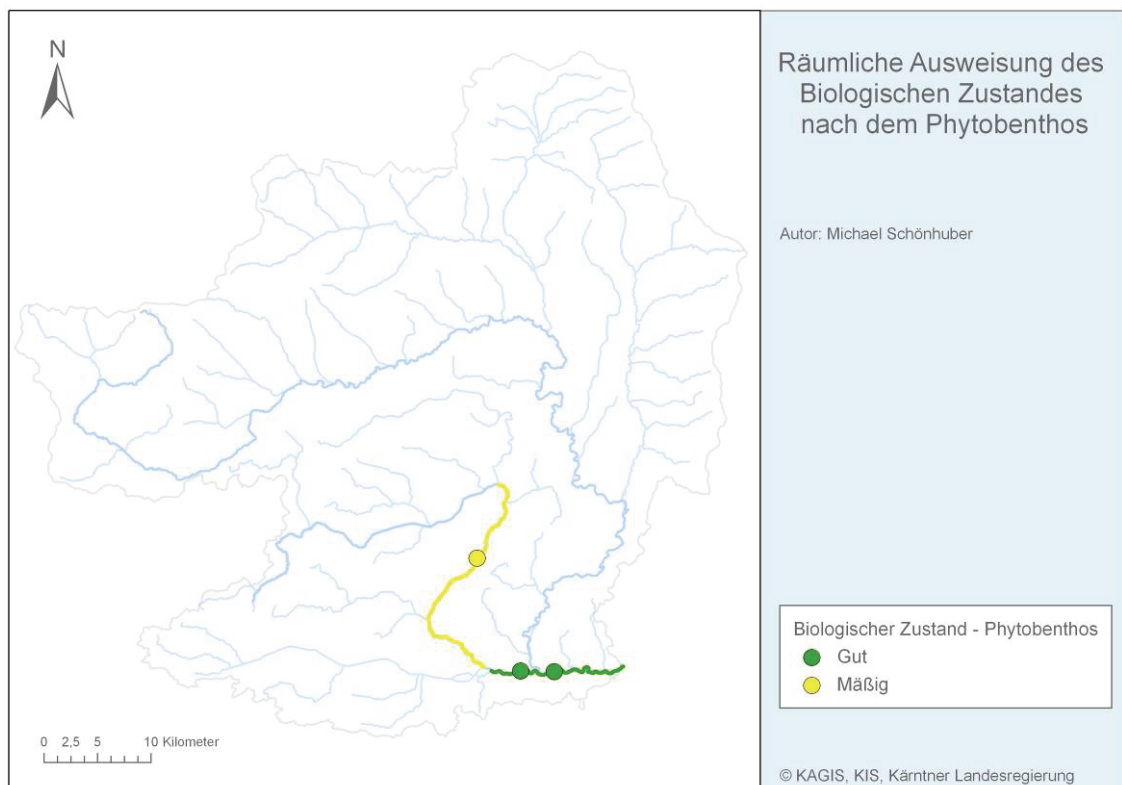 N
Räumliche Ausweisung des
Biologischen Zustandes
nach dem Phytobenthos
Autor: Michael Schönhuber
Biologischer Zustand - Phytobenthos
Gut
Mäßig
0 2,5 5 10 Kilometer
© KAGIS, KIS, Kärntner Landesregierung